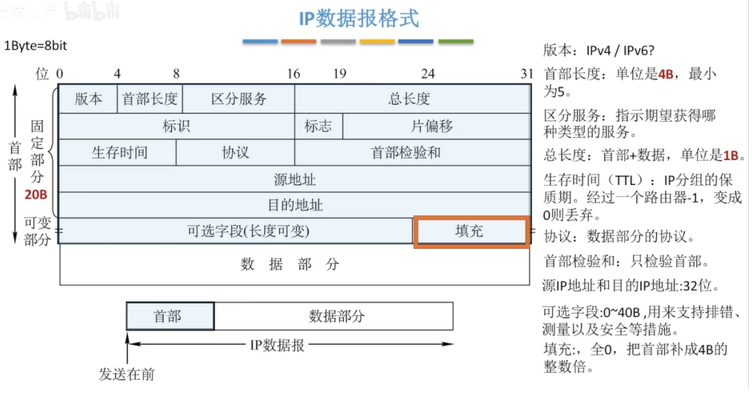 bilibili
IP数据报格式
1Byte=8bit
位 0 4 8 16 19 24 31
版本 首部长度 区分服务 总长度
标识 标志 片偏移
生存时间 协议 首部检验和
源地址
目的地址
可选字段(长度可变) 填充
数据部分
首部
固定部分
20B
可变部分
首部 数据部分
IP数据报
发送在前
版本：IPv4 / IPv6?
首部长度：单位是4B，最小
为5。
区分服务：指示期望获得哪
种类型的服务。
总长度：首部+数据，单位是1B。
生存时间（TTL）：IP分组的保
质期。经过一个路由器-1，变成
0则丢弃。
协议：数据部分的协议。
首部检验和：只检验首部。
源IP地址和目的IP地址:32位。
可选字段:0~40B ,用来支持排错、
测量以及安全等措施。
填充:，全0，把首部补成4B的
整数倍。